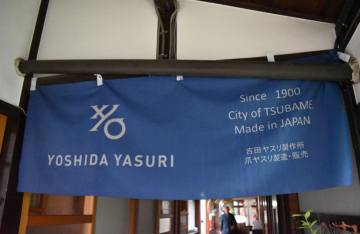 YO
YOSHIDA YASURI
Since 1900
City of TSUBAME
Made in JAPAN
吉田ヤスリ製作所
爪ヤスリ製造・販売